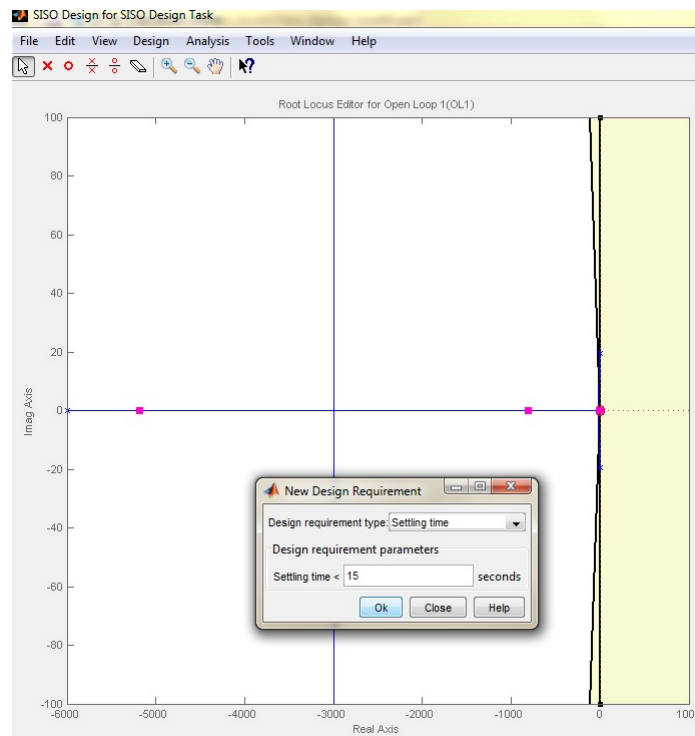 SISO Design for SISO Design Task
File Edit View Design Analysis Tools Window Help
Root Locus Editor for Open Loop 1(OL1)
100
80
60
40
20
0
-20
-40
-60
-80
-100
Imag Axis
-6000 -5000 -4000 -3000 -2000 -1000 0 100
Real Axis
New Design Requirement
Design requirement type: Settling time
Design requirement parameters
Settling time < 15 seconds
Ok Close Help